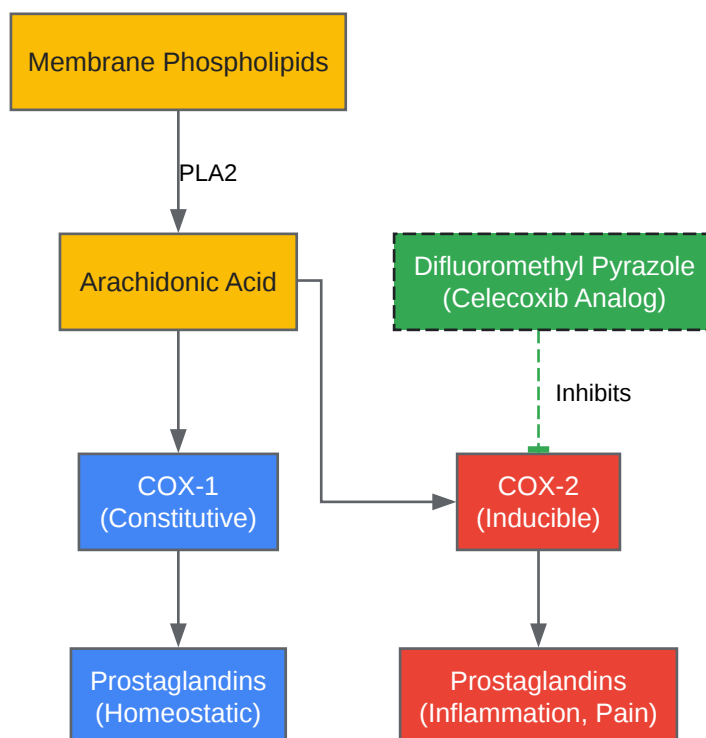 Membrane Phospholipids
PLA2
Arachidonic Acid
Difluoromethyl Pyrazole
(Celecoxib Analog)
Inhibits
COX-1
(Constitutive)
COX-2
(Inducible)
Prostaglandins
(Homeostatic)
Prostaglandins
(Inflammation, Pain)